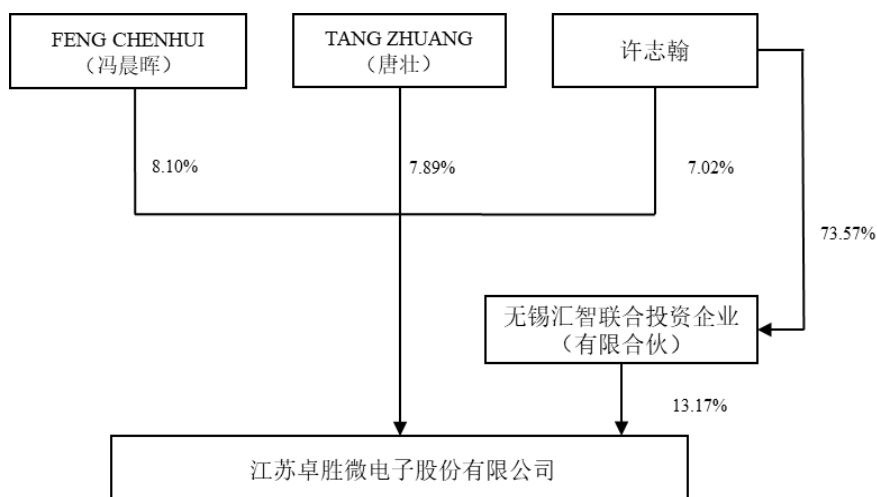 FENG CHENHUI
（冯晨晖）
TANG ZHUANG
（唐壮）
许志翰
8.10%
7.89%
7.02%
73.57%
无锡汇智联合投资企业
（有限合伙）
13.17%
江苏卓胜微电子股份有限公司